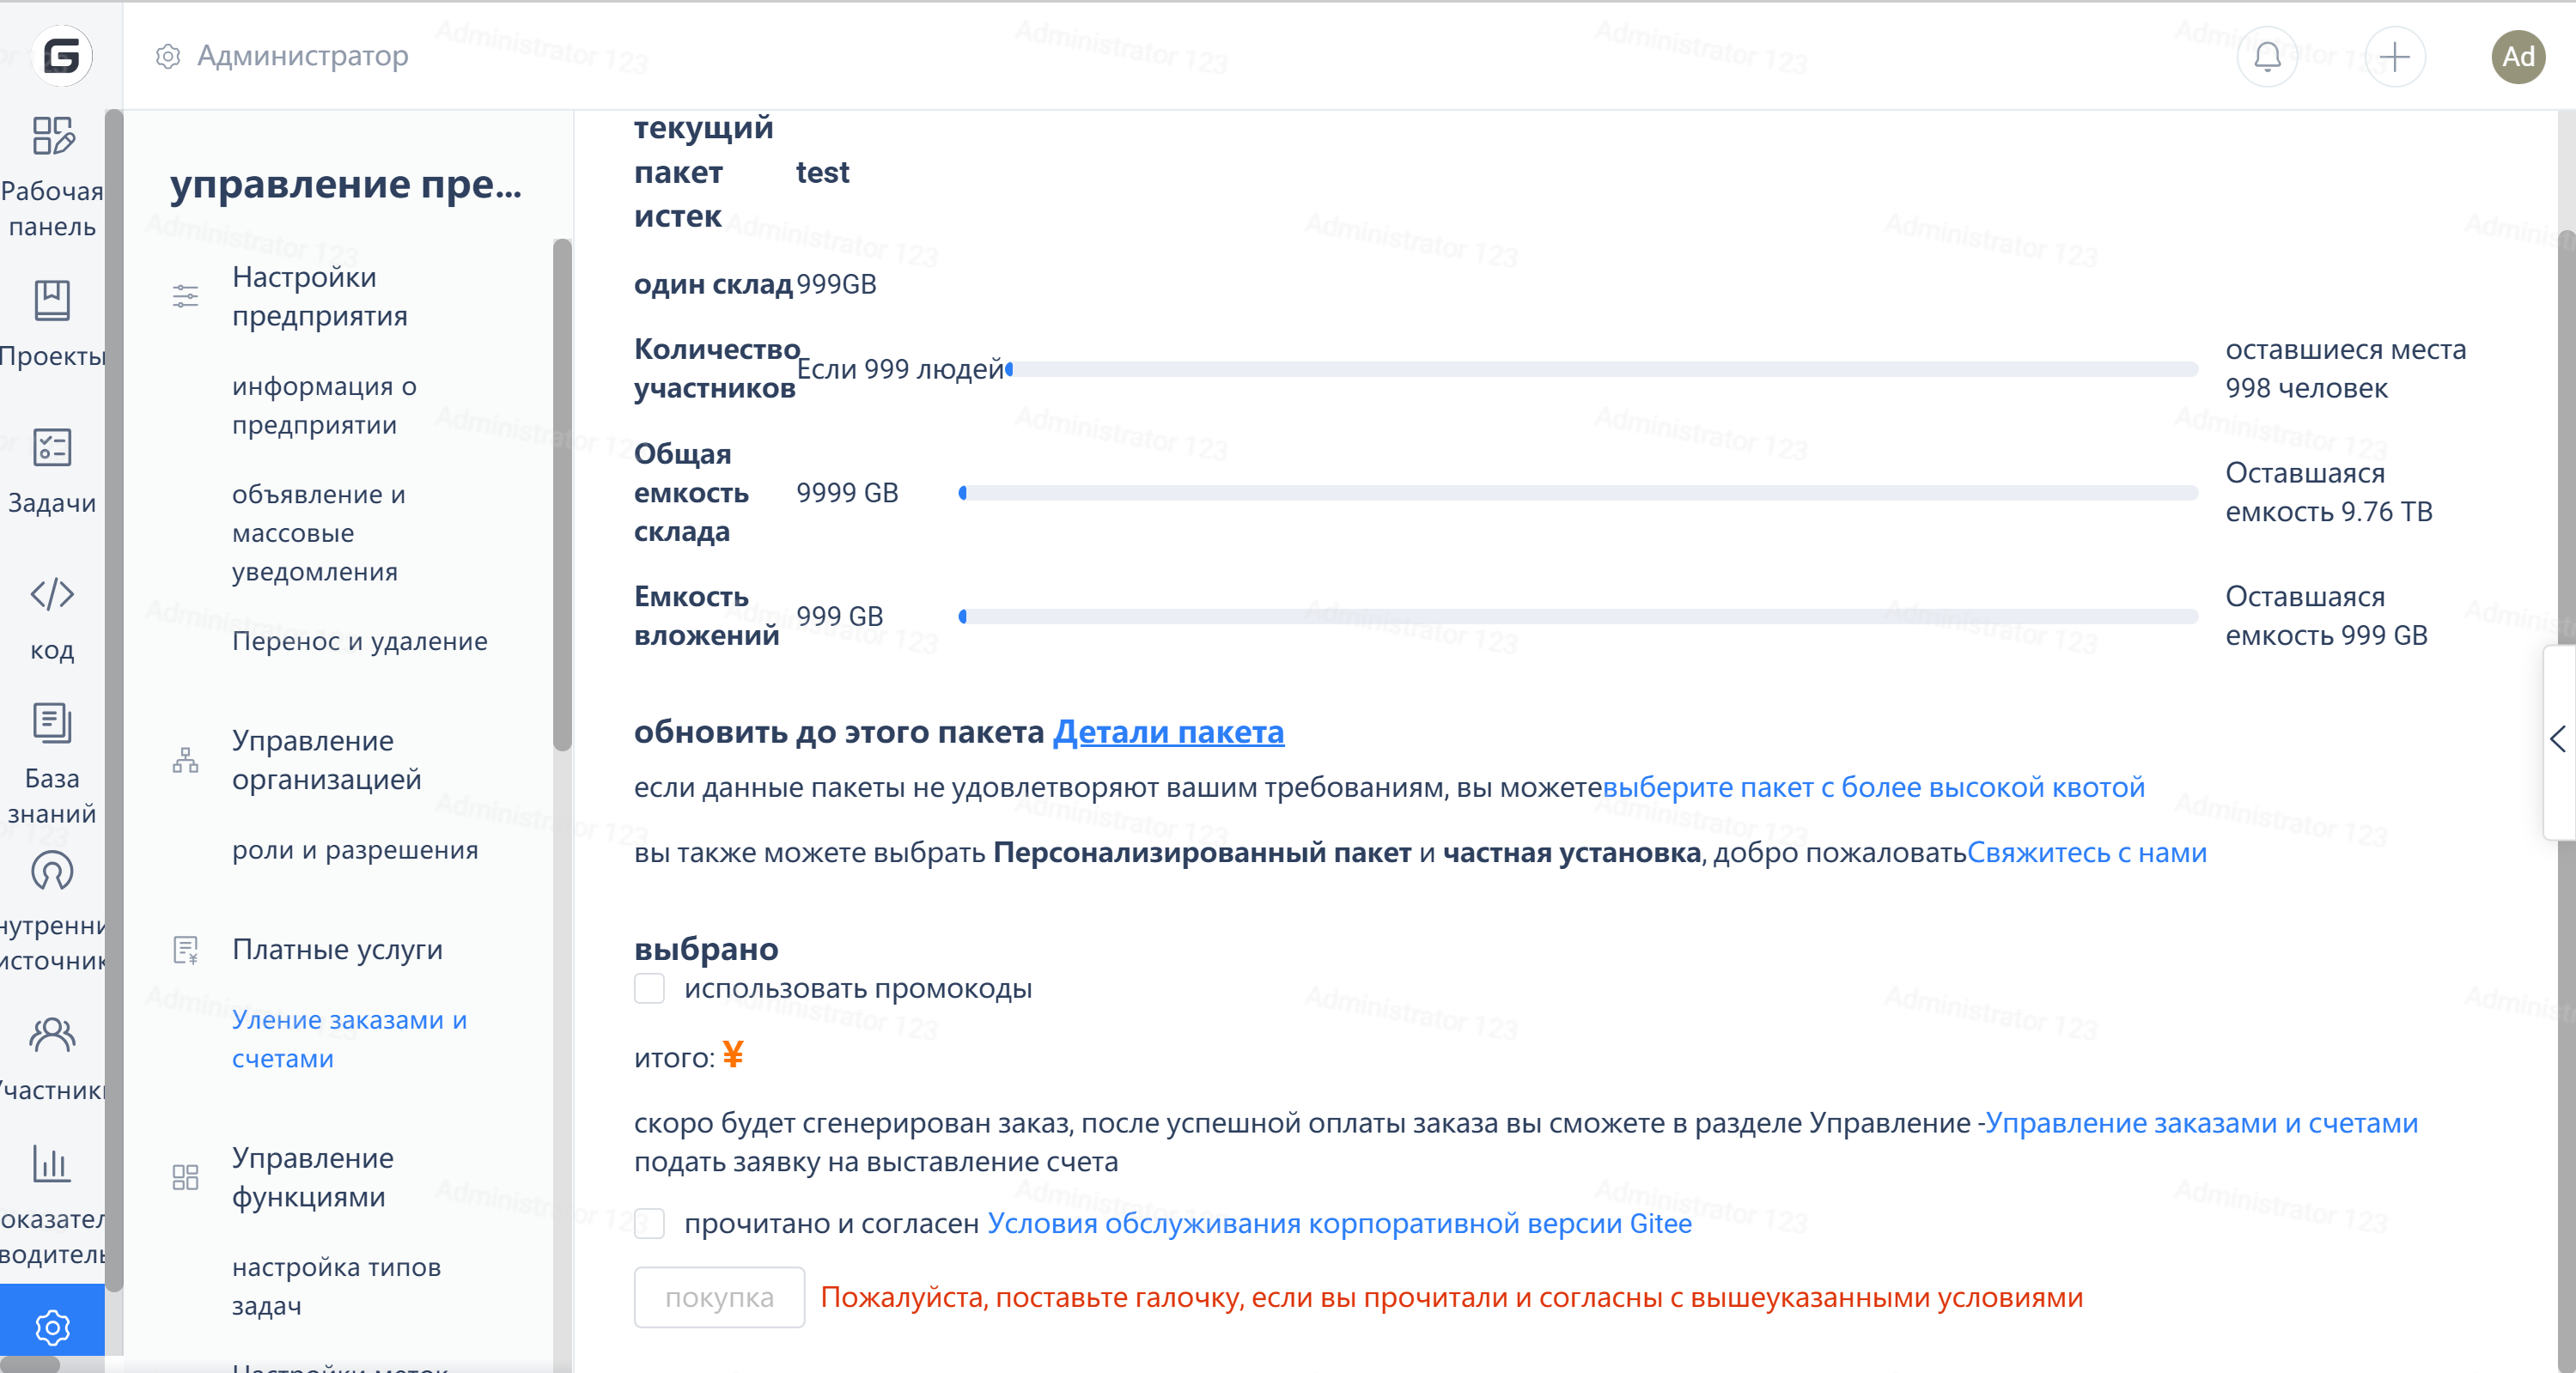 Администратор
Ad
Рабочая
панель
Проекты
Задачи
код
База
знаний
управление пре...
Настройки
предприятия
информация о
предприятии
объявление и
массовые
уведомления
Перенос и удаление
Управление
организацией
роли и разрешения
Платные услуги
Уление заказами и
счетами
Управление
функциями
настройка типов
задач
текущий
пакет
истек
test
один склад 999GB
Количество
участников
Если 999 людей
оставшиеся места
998 человек
Общая
емкость
склада
9999 GB
Оставшаяся
емкость 9.76 TB
Емкость
вложений
999 GB
Оставшаяся
емкость 999 GB
обновить до этого пакета Детали пакета
если данные пакеты не удовлетворяют вашим требованиям, вы можетевыберите пакет с более высокой квотой
вы также можете выбрать Персонализированный пакет и частная установка, добро пожаловатьСвяжитесь с нами
выбрано
использовать промокоды
итого: ¥
скоро будет сгенерирован заказ, после успешной оплаты заказа вы сможете в разделе Управление -Управление заказами и счетами
подать заявку на выставление счета
прочитано и согласен Условия обслуживания корпоративной версии Gitee
покупка
Пожалуйста, поставьте галочку, если вы прочитали и согласны с вышеуказанными условиями
Administrator 123